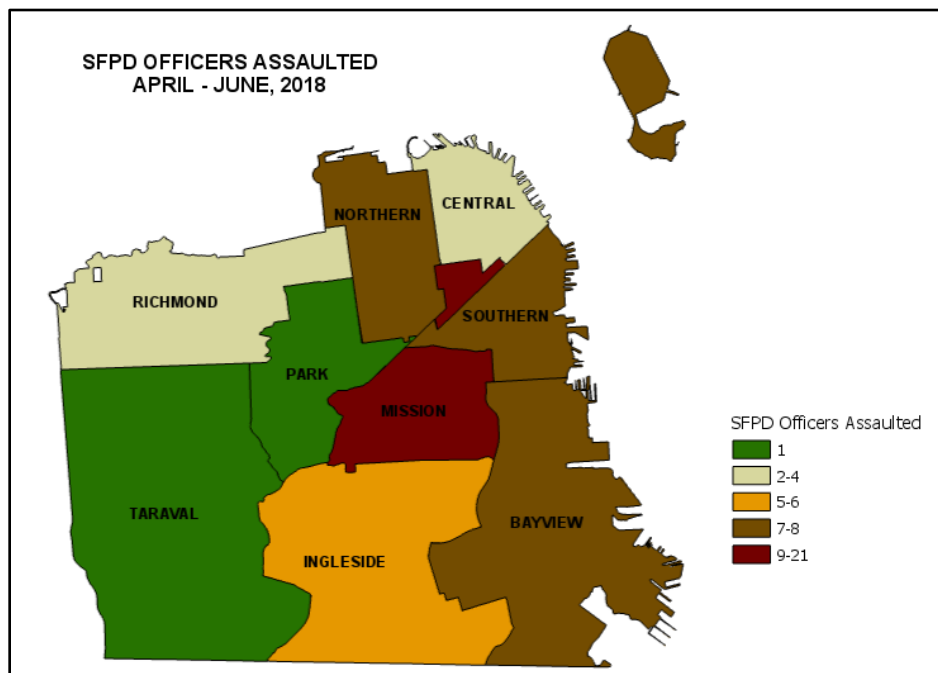 SFPD OFFICERS ASSAULTED
APRIL - JUNE, 2018
CENTRAL
NORTHERN
RICHMOND
SOUTHERN
PARK
MISSION
SFPD Officers Assaulted
1
2-4
5-6
7-8
9-21
TARAVAL
BAYVIEW
INGLESIDE